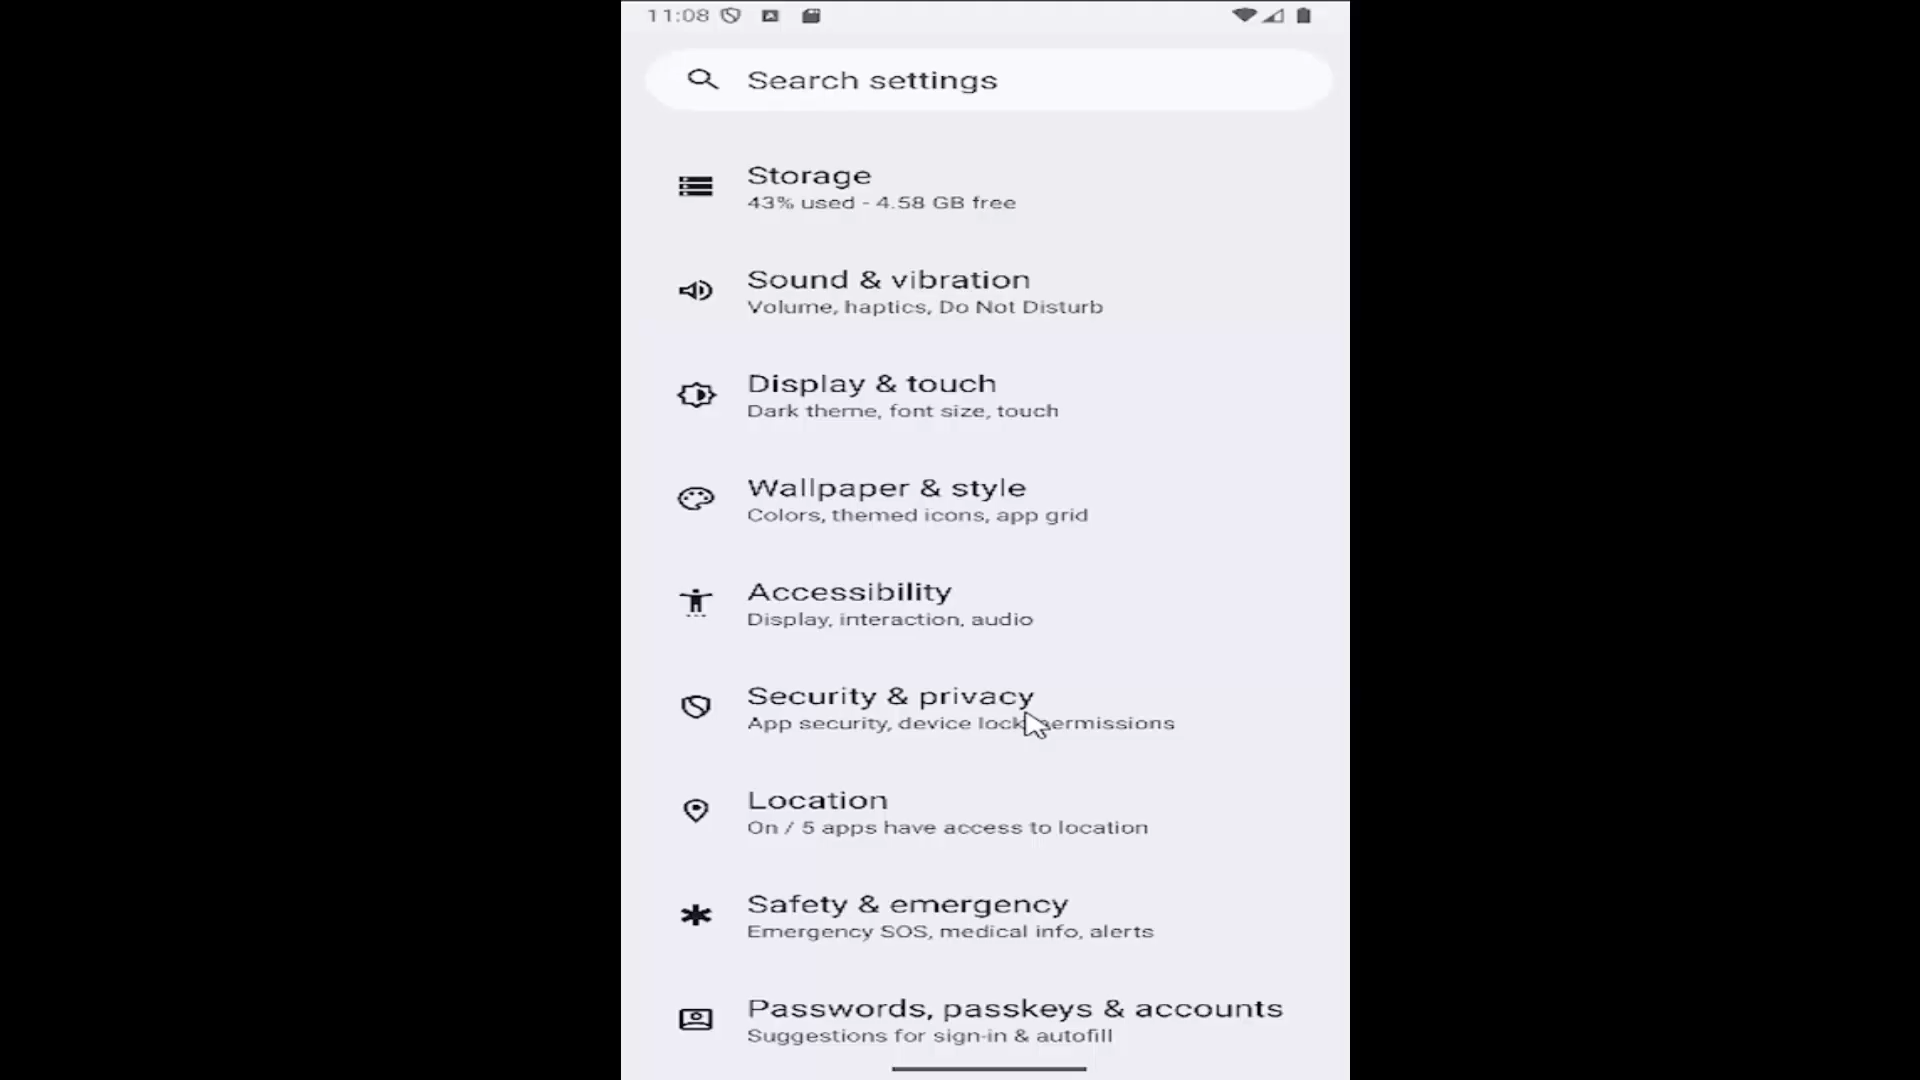 11:08
Search settings
Storage
43% used - 4.58 GB free
Sound & vibration
Volume, haptics, Do Not Disturb
Display & touch
Dark theme, font size, touch
Wallpaper & style
Colors, themed icons, app grid
Accessibility
Display, interaction, audio
Security & privacy
App security, device lock, permissions
Location
On / 5 apps have access to location
Safety & emergency
Emergency SOS, medical info, alerts
Passwords, passkeys & accounts
Suggestions for sign-in & autofill